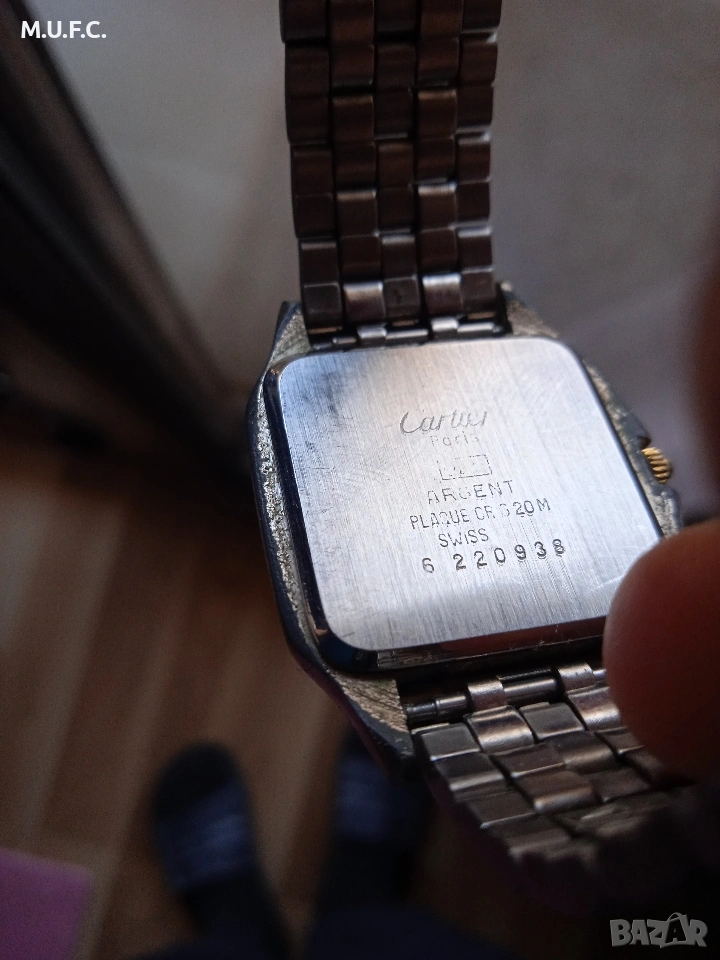 M.U.F.C.
Cartier
Paris
ARGENT
PLAQUE OR G 20M
SWISS
6 220938
BAZAR